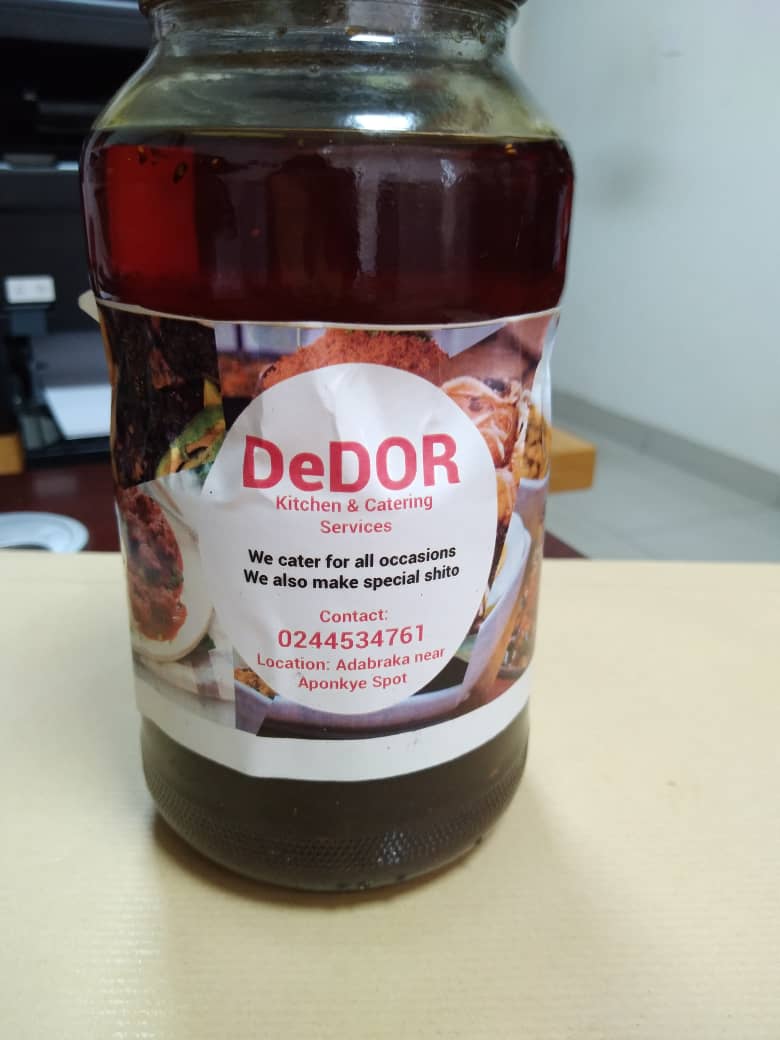 DeDOR
Kitchen & Catering
Services
We cater for all occasions
We also make special shito
Contact:
0244534761
Location: Adabraka near
Aponkye Spot